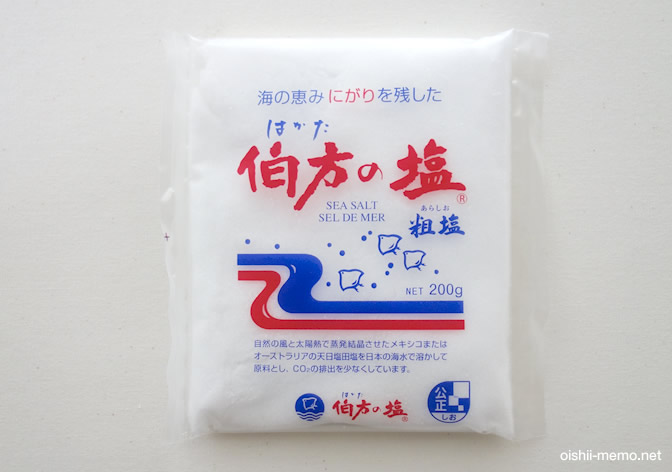 海の恵みにがりを残した
はかた
伯方の塩®
SEA SALT
SEL DE MER
あらしお
粗塩
NET 200g
自然の風と太陽熱で蒸発結晶させたメキシコまたは
オーストラリアの天日塩田塩を日本の海水で溶かして
原料とし、CO₂の排出を少なくしています。
はかた
伯方の塩®
公正
しお
oishii-memo.net